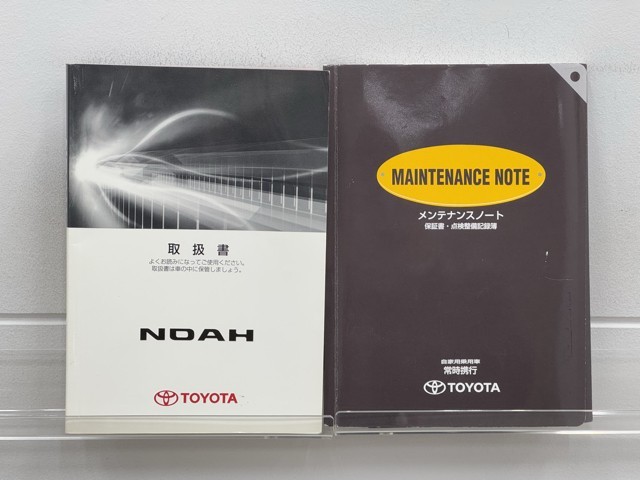 取扱書
よくお読みになってご使用ください。
取扱書は車の中に保管しましょう。
NOAH
TOYOTA
MAINTENANCE NOTE
メンテナンスノート
保証書・点検整備記録簿
自家用乗用車
常時携行
TOYOTA